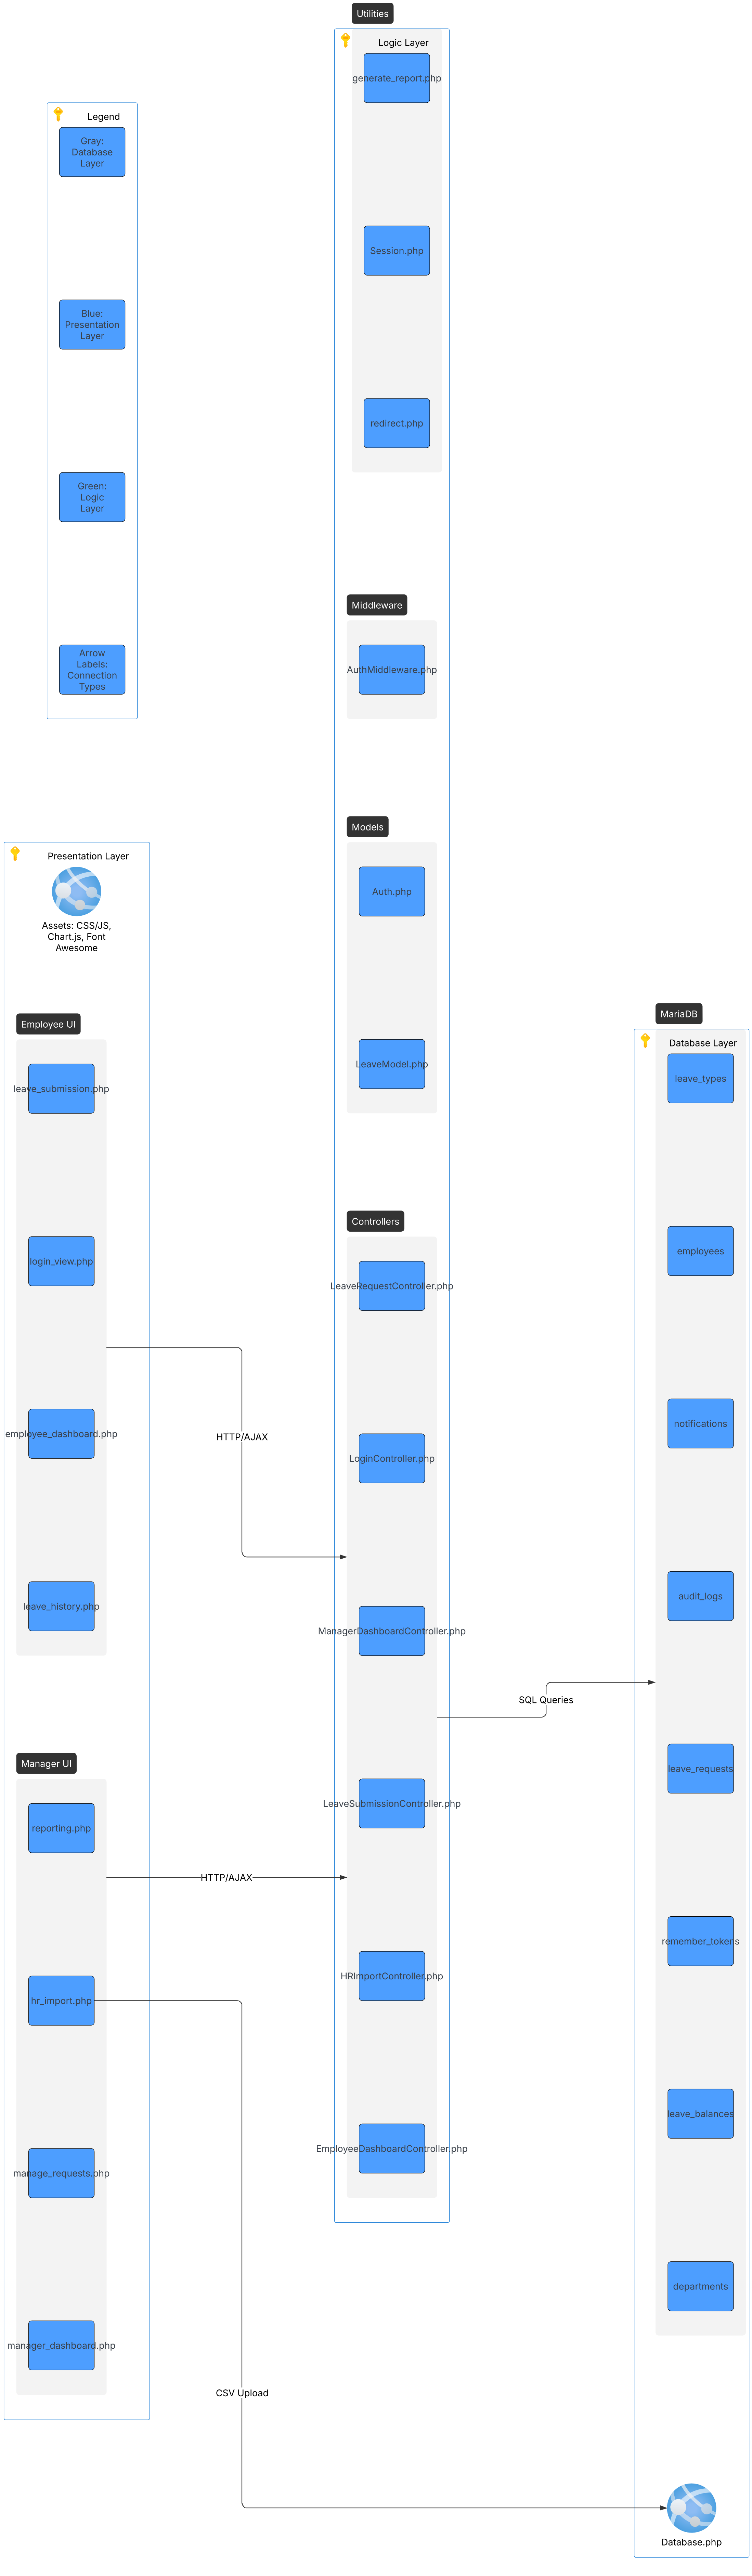 Utilities
Logic Layer
generate_report.php
Session.php
redirect.php
Legend
Gray:
Database
Layer
Blue:
Presentation
Layer
Green:
Logic
Layer
Arrow
Labels:
Connection
Types
Middleware
AuthMiddleware.php
Models
Auth.php
LeaveModel.php
Controllers
LeaveRequestController.php
LoginController.php
ManagerDashboardController.php
LeaveSubmissionController.php
HRImportController.php
EmployeeDashboardController.php
Presentation Layer
Assets: CSS/JS,
Chart.js, Font
Awesome
Employee UI
leave_submission.php
login_view.php
employee_dashboard.php
leave_history.php
Manager UI
reporting.php
hr_import.php
manage_requests.php
manager_dashboard.php
HTTP/AJAX
HTTP/AJAX
CSV Upload
SQL Queries
MariaDB
Database Layer
leave_types
employees
notifications
audit_logs
leave_requests
remember_tokens
leave_balances
departments
Database.php